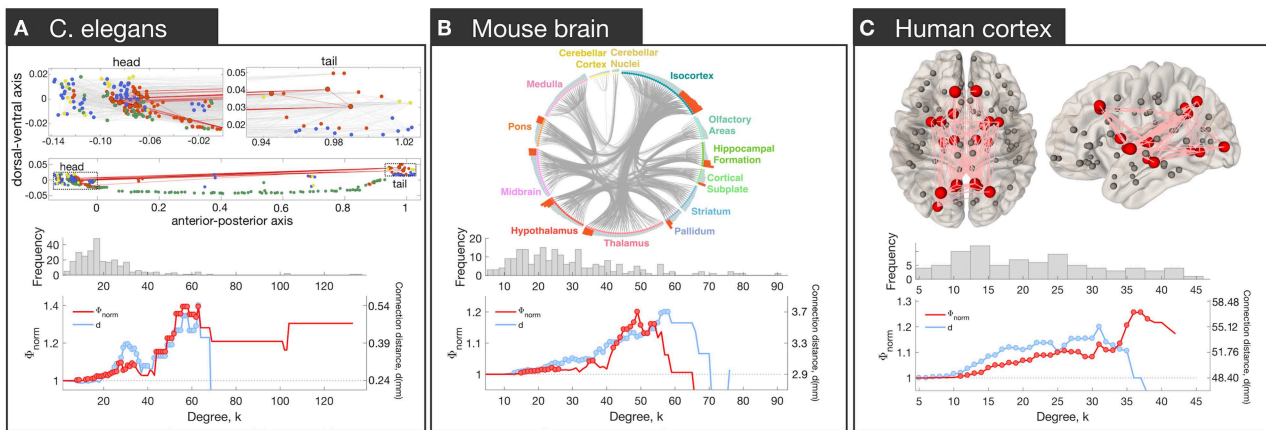 A C. elegans
head
tail
dorsal-ventral axis
0.02
0
-0.02
-0.14 -0.10 -0.06 -0.02
0.05
0.04
0.03
0.02
0.94 0.98 1.02
0.05
0
-0.05
head
tail
0 0.2 0.4 0.6 0.8 1
anterior-posterior axis
Frequency
40
20
0
20 40 60 80 100 120
Φnorm
d
1.4
1.2
1
Φnorm
0.54
0.39
0.24
Connection distance, d(mm)
0 20 40 60 80 100 120
Degree, k
B Mouse brain
Cerebellar Cortex
Cerebellar Nuclei
Isocortex
Medulla
Olfactory Areas
Pons
Hippocampal Formation
Cortical Subplate
Midbrain
Striatum
Hypothalamus
Pallidum
Thalamus
Frequency
20
10
0
10 20 30 40 50 60 70 80 90
Φnorm
d
1.2
1.1
1
Φnorm
3.7
3.3
2.9
Connection distance, d(mm)
10 20 30 40 50 60 70 80 90
Degree, k
C Human cortex
Frequency
5
0
5 10 15 20 25 30 35 40 45
Φnorm
d
1.3
1.2
1.1
1
Φnorm
58.48
55.12
51.76
48.40
Connection distance, d(mm)
5 10 15 20 25 30 35 40 45
Degree, k